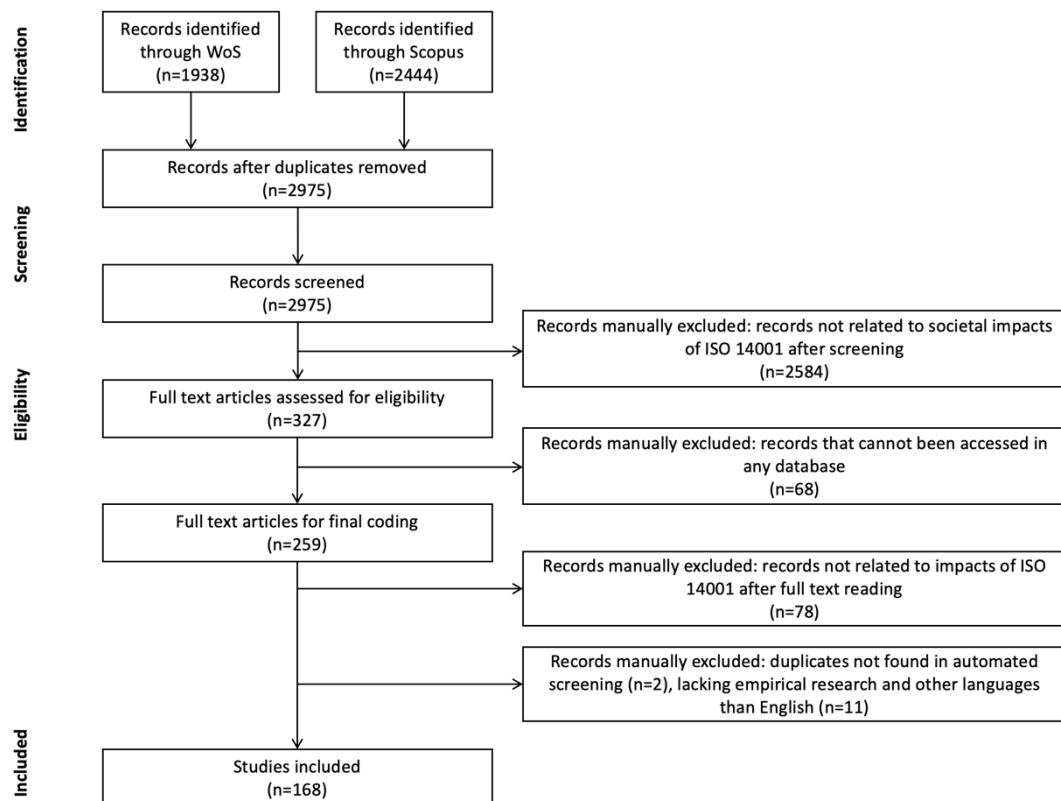 Identification
Records identified
through WoS
(n=1938)
Records identified
through Scopus
(n=2444)
Records after duplicates removed
(n=2975)
Screening
Records screened
(n=2975)
Records manually excluded: records not related to societal impacts
of ISO 14001 after screening
(n=2584)
Eligibility
Full text articles assessed for eligibility
(n=327)
Records manually excluded: records that cannot been accessed in
any database
(n=68)
Full text articles for final coding
(n=259)
Records manually excluded: records not related to impacts of ISO
14001 after full text reading
(n=78)
Records manually excluded: duplicates not found in automated
screening (n=2), lacking empirical research and other languages
than English (n=11)
Included
Studies included
(n=168)